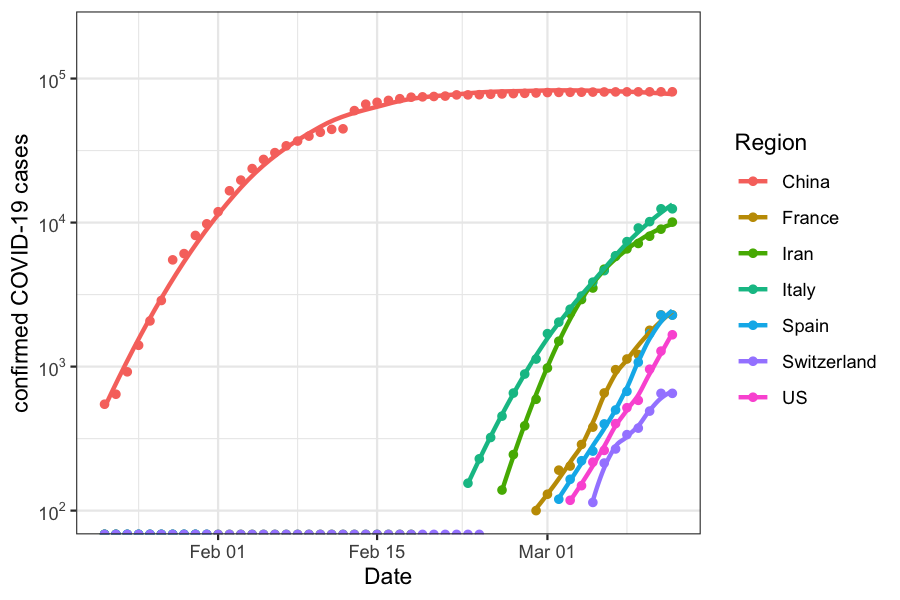 10⁵
10⁴
10³
10²
confirmed COVID-19 cases
Feb 01
Feb 15
Mar 01
Date
Region
China
France
Iran
Italy
Spain
Switzerland
US